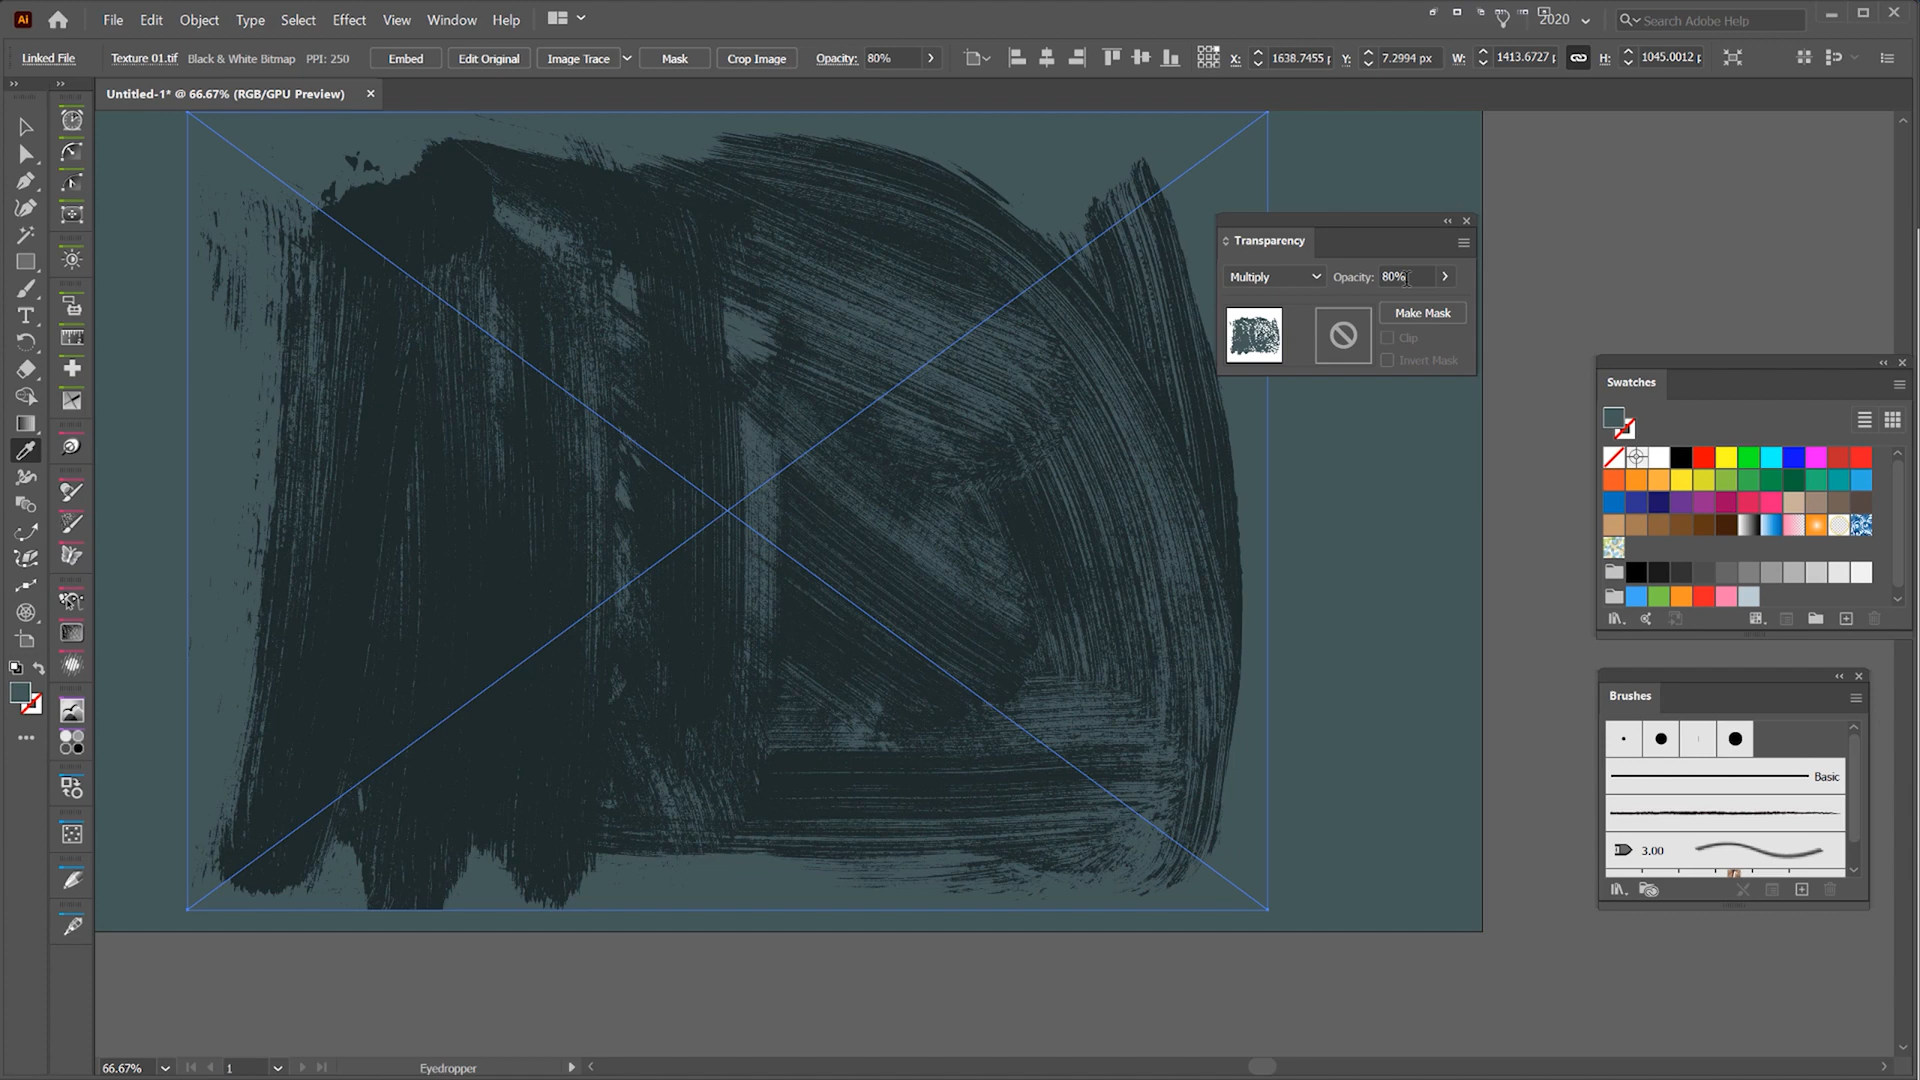 Ai File Edit Object Type Select Effect View Window Help 2020 Search Adobe Help
Linked File Texture 01.tif Black & White Bitmap PPI: 250 Embed Edit Original Image Trace Mask Crop Image Opacity: 80% X: 1638.7455 Y: 7.2994 px W: 1413.6727 H: 1045.0012
Untitled-1* @ 66.67% (RGB/GPU Preview)
Transparency
Multiply Opacity: 80%
Make Mask
Clip
Invert Mask
Swatches
Brushes
Basic
3.00
66.67% 1 Eyedropper